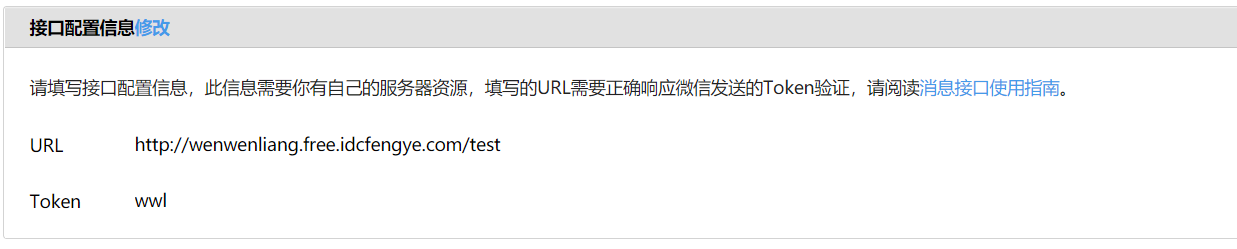 接口配置信息修改
请填写接口配置信息，此信息需要你有自己的服务器资源，填写的URL需要正确响应微信发送的Token验证，请阅读消息接口使用指南。
URL http://wenwenliang.free.idcfengye.com/test
Token wwl